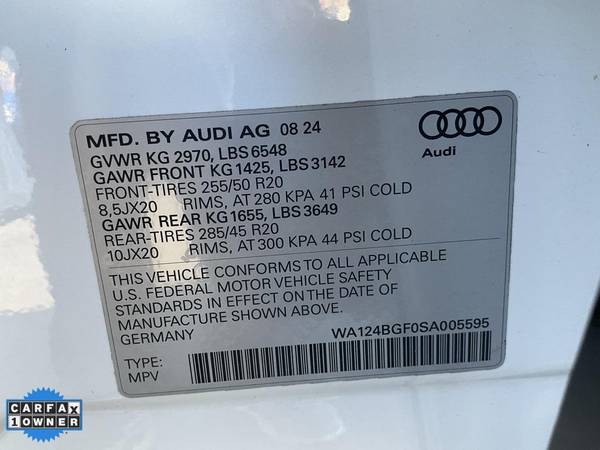 MFD. BY AUDI AG 08 24
GVWR KG 2970, LBS 6548
GAWR FRONT KG 1425, LBS 3142
FRONT-TIRES 255/50 R20
8,5JX20 RIMS, AT 280 KPA 41 PSI COLD
GAWR REAR KG 1655, LBS 3649
REAR-TIRES 285/45 R20
10JX20 RIMS, AT 300 KPA 44 PSI COLD
Audi
THIS VEHICLE CONFORMS TO ALL APPLICABLE
U.S. FEDERAL MOTOR VEHICLE SAFETY
STANDARDS IN EFFECT ON THE DATE OF
MANUFACTURE SHOWN ABOVE.
GERMANY
WA124BGF0SA005595
TYPE:
MPV
CARFAX
1 OWNER